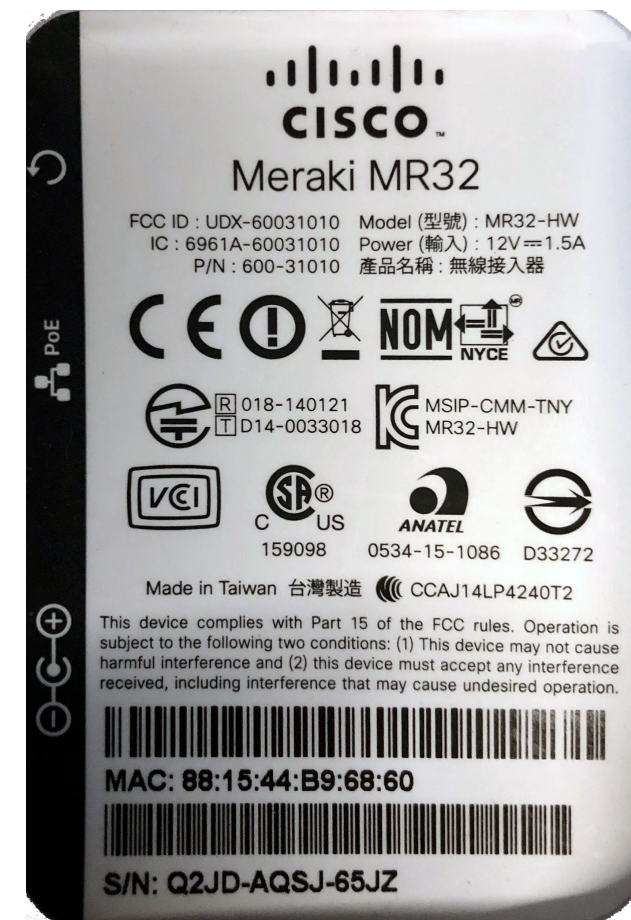 CISCO™
Meraki MR32
FCC ID : UDX-60031010 Model (型號) : MR32-HW
IC : 6961A-60031010 Power (輸入) : 12V⎓1.5A
P/N : 600-31010 產品名稱 : 無線接入器
PoE
CE NOM NYCE
R 018-140121 MSIP-CMM-TNY
T D14-0033018 MR32-HW
VCI C SA ® US ANATEL
159098 0534-15-1086 D33272
Made in Taiwan 台灣製造 CCAJ14LP4240T2
This device complies with Part 15 of the FCC rules. Operation is
subject to the following two conditions: (1) This device may not cause
harmful interference and (2) this device must accept any interference
received, including interference that may cause undesired operation.
MAC: 88:15:44:B9:68:60
S/N: Q2JD-AQSJ-65JZ